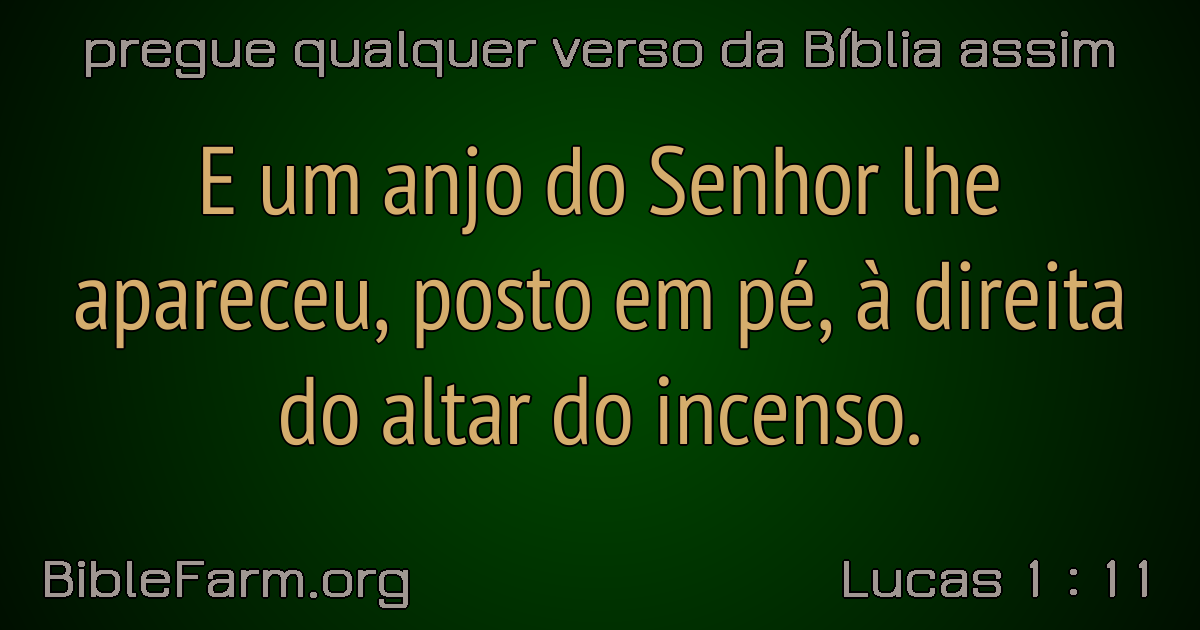 pregue qualquer verso da Bíblia assim
E um anjo do Senhor lhe
apareceu, posto em pé, à direita
do altar do incenso.
BibleFarm.org
Lucas 1 : 11